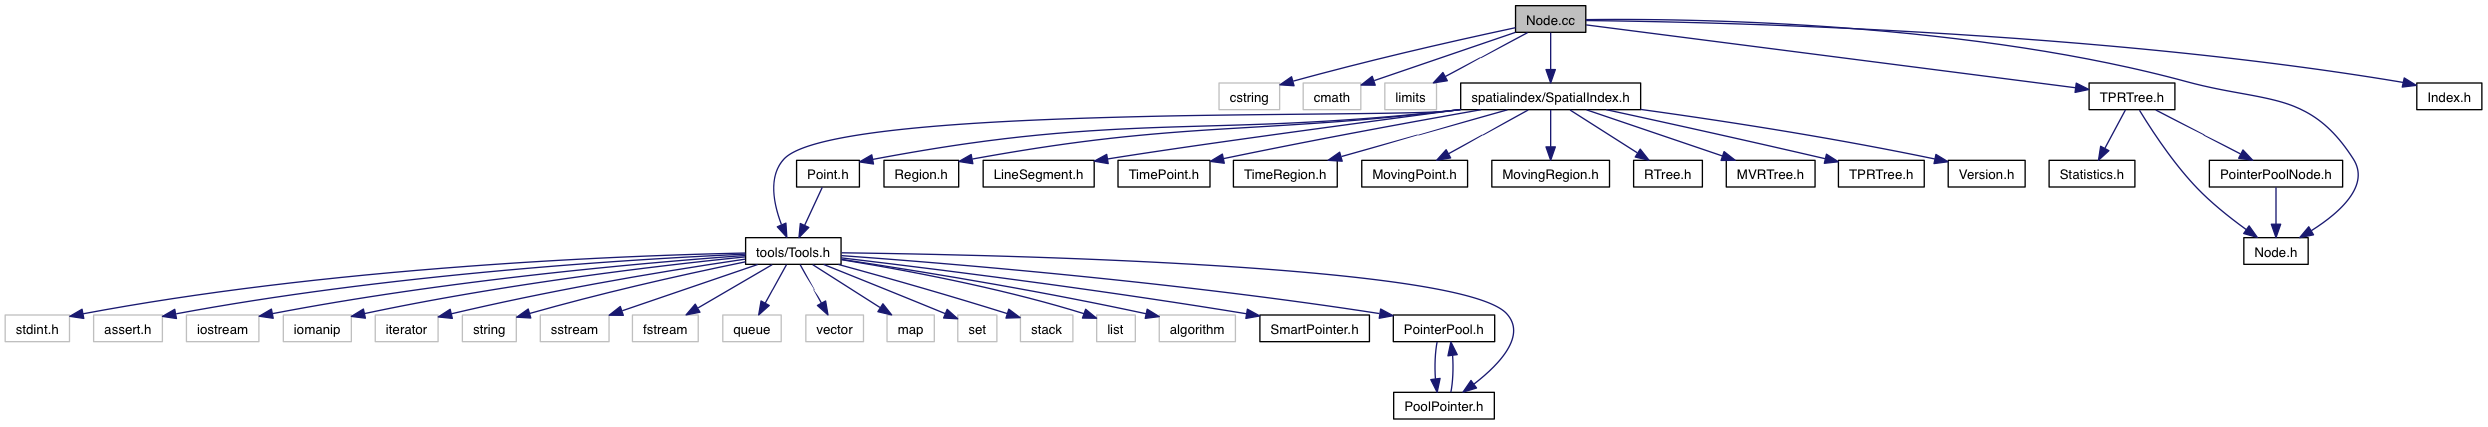 Node.cc
cstring
cmath
limits
spatialindex/SpatialIndex.h
TPRTree.h
Index.h
Point.h
Region.h
LineSegment.h
TimePoint.h
TimeRegion.h
MovingPoint.h
MovingRegion.h
RTree.h
MVRTree.h
TPRTree.h
Version.h
Statistics.h
PointerPoolNode.h
tools/Tools.h
Node.h
stdint.h
assert.h
iostream
iomanip
iterator
string
sstream
fstream
queue
vector
map
set
stack
list
algorithm
SmartPointer.h
PointerPool.h
PoolPointer.h